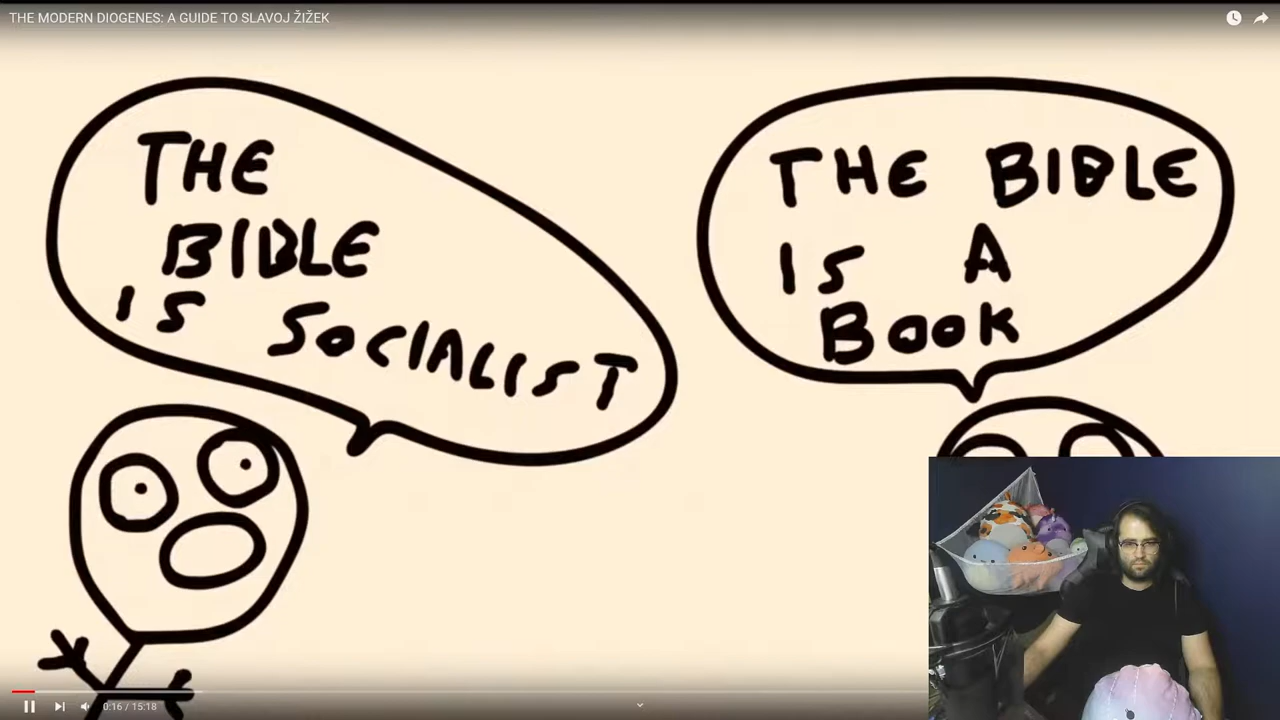 THE MODERN DIOGENES: A GUIDE TO SLAVOJ ŽIŽEK
THE
BIBLE
IS SOCIALIST
THE BIBLE
IS A
BOOK
0:16 / 15:18